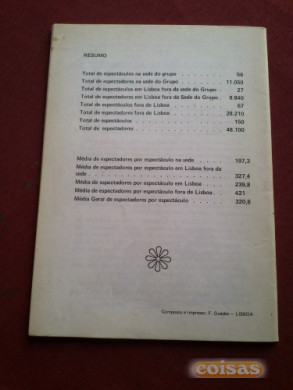 RESUMO
Total de espectáculos na sede do grupo . . . . . . 56
Total de espectadores na sede do Grupo . . . . . . 11.050
Total de espectáculos em Lisboa fora da sede do Grupo . . 27
Total de espectadores em Lisboa fora da Sede do Grupo . . 8.840
Total de espectáculos fora de Lisboa . . . . . . 67
Total de espectadores fora de Lisboa . . . . . . 28.210
Total de espectáculos . . . . . . 150
Total de espectadores . . . . . . 48.100
Média de espectadores por espectáculo na sede . . . . 197,3
Média de espectadores por espectáculo em Lisboa fora da
sede . . . . . . 327,4
Média de espectadores por espectáculo em Lisboa . . . . 239,8
Média de espectadores por espectáculo fora de Lisboa . . 421
Média Geral de espectadores por espectáculo . . . . 320,6
Composto e impresso: F. Guedes — LISBOA
coisas